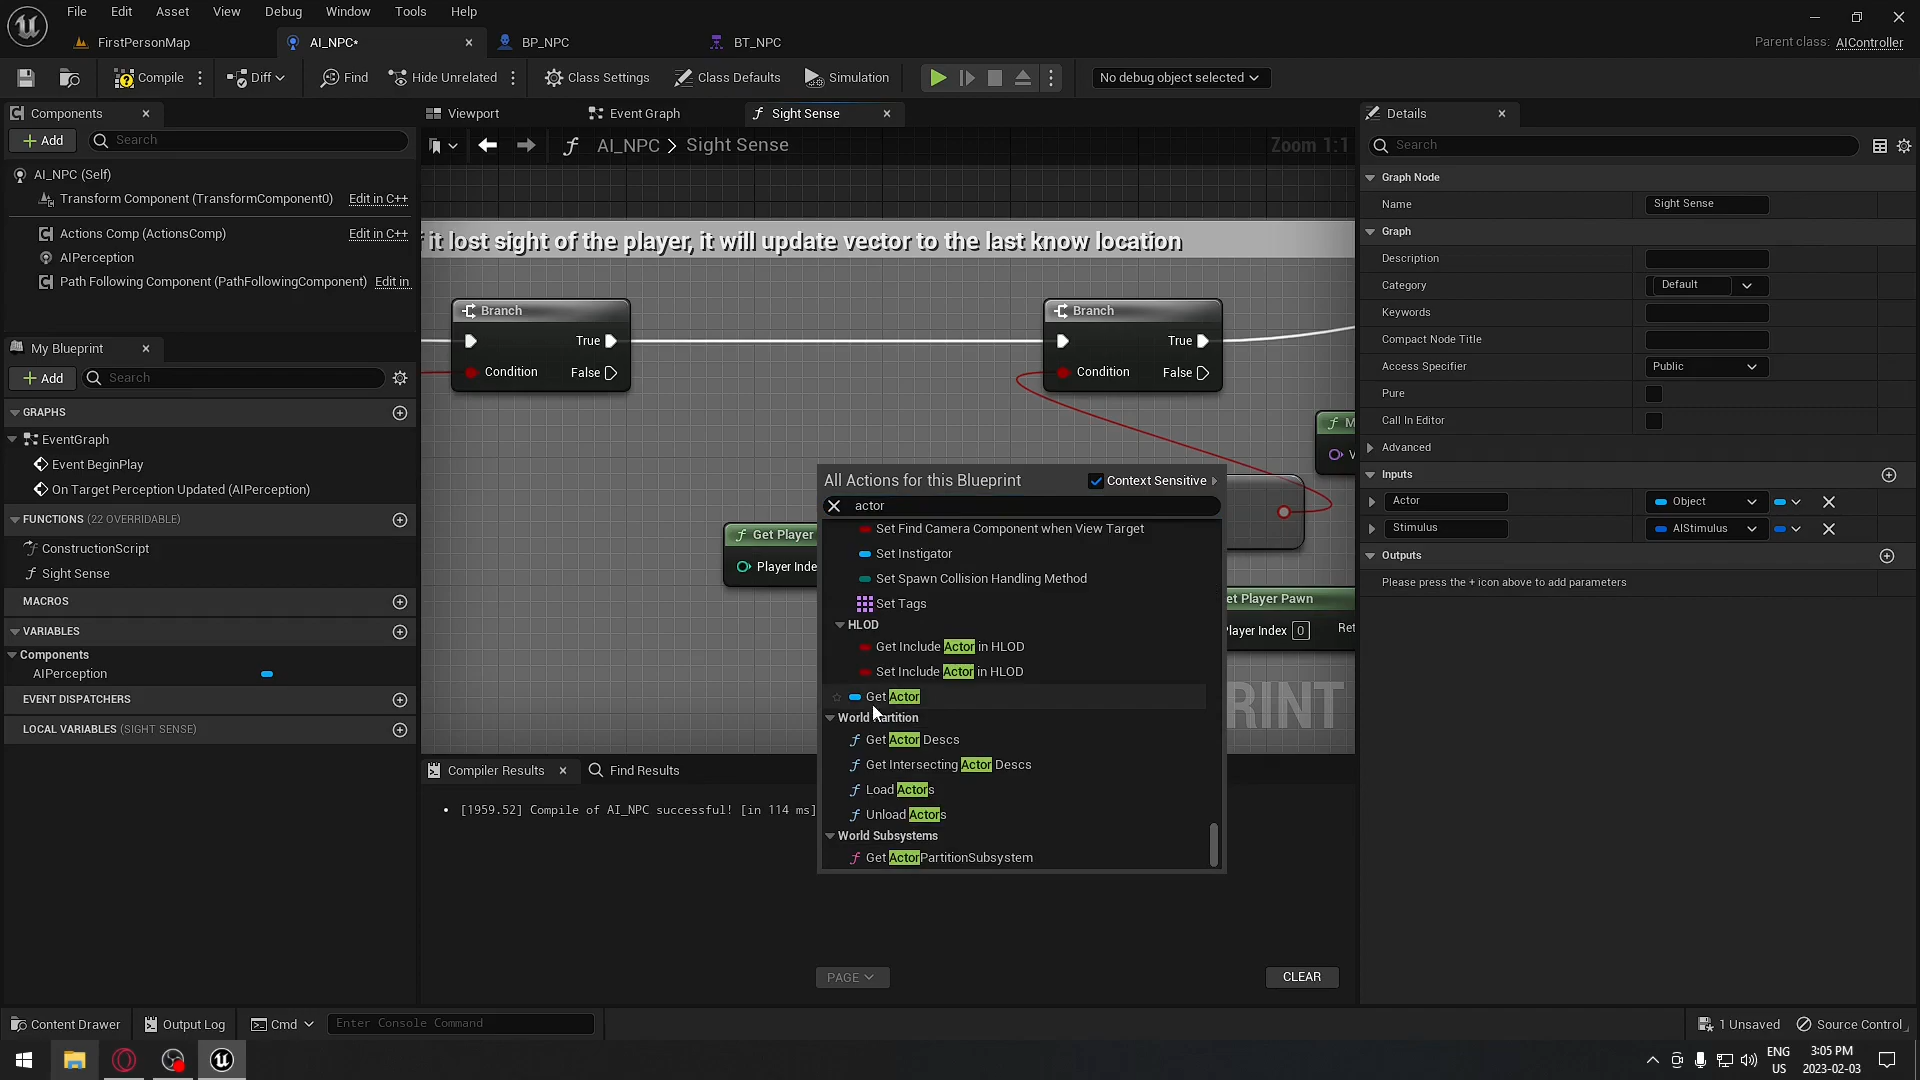 File Edit Asset View Debug Window Tools Help
FirstPersonMap
AI_NPC*
BP_NPC
BT_NPC
Parent class: AIController
Compile
Diff
Find
Hide Unrelated
Class Settings
Class Defaults
Simulation
No debug object selected
Components
Add
Search
AI_NPC (Self)
Transform Component (TransformComponent0) Edit in C++
Actions Comp (ActionsComp) Edit in C++
AIPerception
Path Following Component (PathFollowingComponent) Edit in
My Blueprint
Add
Search
GRAPHS
EventGraph
Event BeginPlay
On Target Perception Updated (AIPerception)
FUNCTIONS (22 OVERRIDABLE)
ConstructionScript
Sight Sense
MACROS
VARIABLES
Components
AIPerception
EVENT DISPATCHERS
LOCAL VARIABLES (SIGHT SENSE)
Viewport
Event Graph
Sight Sense
AI_NPC > Sight Sense
Zoom 1:1
it lost sight of the player, it will update vector to the last know location
Branch
True
Condition False
Branch
True
Condition False
Get Player
Player Inde
M
V
et Player Pawn
layer Index 0 Ret
RINT
All Actions for this Blueprint Context Sensitive
actor
Set Find Camera Component when View Target
Set Instigator
Set Spawn Collision Handling Method
Set Tags
HLOD
Get Include Actor in HLOD
Set Include Actor in HLOD
Get Actor
World Partition
Get Actor Descs
Get Intersecting Actor Descs
Load Actors
Unload Actors
World Subsystems
Get ActorPartitionSubsystem
Compiler Results
Find Results
[1959.52] Compile of AI_NPC successful! [in 114 ms]
PAGE
CLEAR
Details
Search
Graph Node
Name Sight Sense
Graph
Description
Category Default
Keywords
Compact Node Title
Access Specifier Public
Pure
Call In Editor
Advanced
Inputs
Actor Object
Stimulus AIStimulus
Outputs
Please press the + icon above to add parameters
Content Drawer
Output Log
Cmd
Enter Console Command
1 Unsaved
Source Control
ENG
US
3:05 PM
2023-02-03